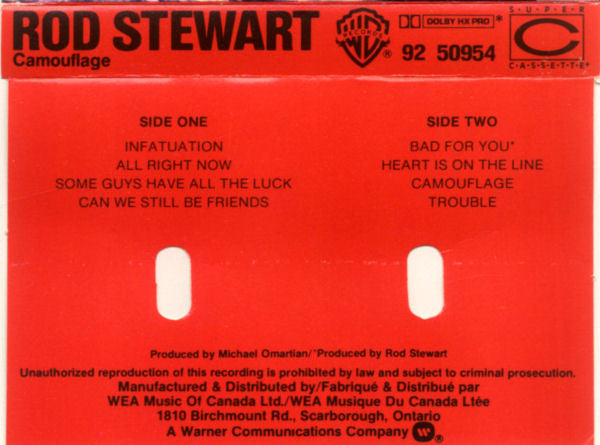 ROD STEWART
Camouflage
WB
RECORDS
®
DOLBY HX PRO *
92 50954
S·U·P·E·R
C
C·A·S·S·E·T·T·E*
SIDE ONE
INFATUATION
ALL RIGHT NOW
SOME GUYS HAVE ALL THE LUCK
CAN WE STILL BE FRIENDS
SIDE TWO
BAD FOR YOU*
HEART IS ON THE LINE
CAMOUFLAGE
TROUBLE
Produced by Michael Omartian/*Produced by Rod Stewart
Unauthorized reproduction of this recording is prohibited by law and subject to criminal prosecution.
Manufactured & Distributed by/Fabriqué & Distribué par
WEA Music Of Canada Ltd./WEA Musique Du Canada Ltée
1810 Birchmount Rd., Scarborough, Ontario
A Warner Communications Company ®